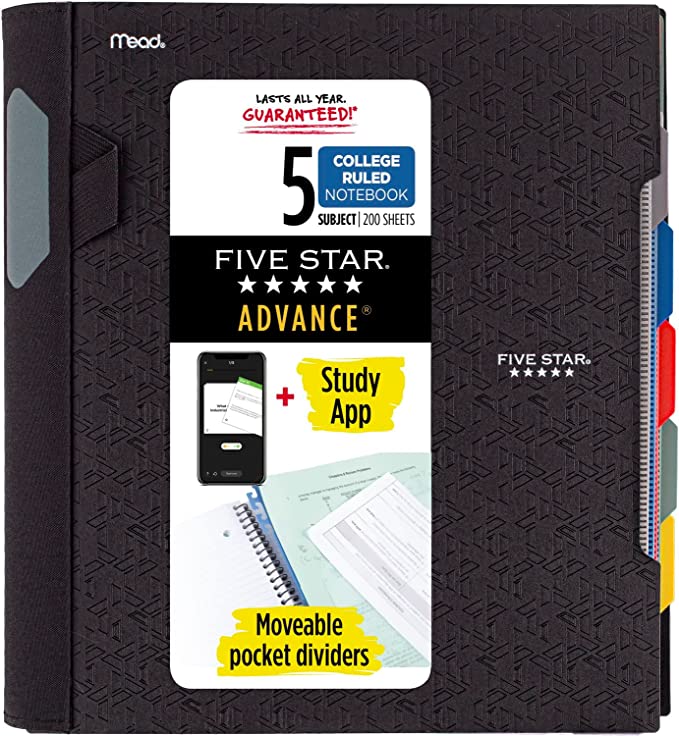 Mead®
LASTS ALL YEAR.
GUARANTEED!*
5
COLLEGE
RULED
NOTEBOOK
SUBJECT | 200 SHEETS
FIVE STAR®
★★★★★
ADVANCE®
+ Study
App
FIVE STAR®
★★★★★
Moveable
pocket dividers